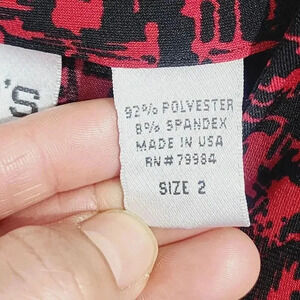 92% POLYESTER
8% SPANDEX
MADE IN USA
RN#79984
SIZE 2